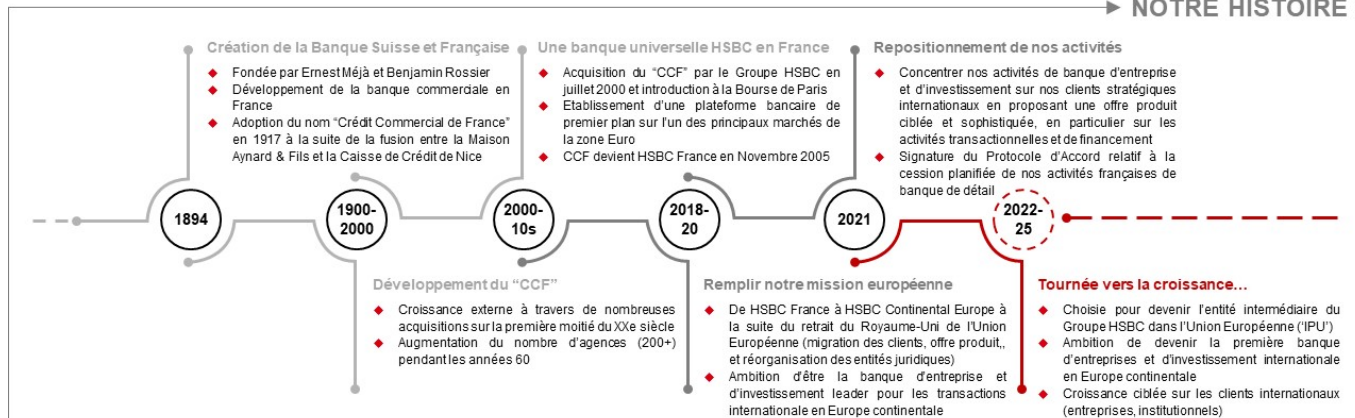 NOTRE HISTOIRE
Création de la Banque Suisse et Française
◆ Fondée par Ernest Méjà et Benjamin Rossier
◆ Développement de la banque commerciale en
France
◆ Adoption du nom “Crédit Commercial de France”
en 1917 à la suite de la fusion entre la Maison
Aynard & Fils et la Caisse de Crédit de Nice
Une banque universelle HSBC en France
◆ Acquisition du “CCF” par le Groupe HSBC en
juillet 2000 et introduction à la Bourse de Paris
◆ Etablissement d’une plateforme bancaire de
premier plan sur l’un des principaux marchés de
la zone Euro
◆ CCF devient HSBC France en Novembre 2005
Repositionnement de nos activités
◆ Concentrer nos activités de banque d’entreprise
et d’investissement sur nos clients stratégiques
internationaux en proposant une offre produit
ciblée et sophistiquée, en particulier sur les
activités transactionnelles et de financement
◆ Signature du Protocole d’Accord relatif à la
cession planifiée de nos activités françaises de
banque de détail
1894
1900-
2000
2000-
10s
2018-
20
2021
2022-
25
Développement du “CCF”
◆ Croissance externe à travers de nombreuses
acquisitions sur la première moitié du XXe siècle
◆ Augmentation du nombre d’agences (200+)
pendant les années 60
Remplir notre mission européenne
◆ De HSBC France à HSBC Continental Europe à
la suite du retrait du Royaume-Uni de l’Union
Européenne (migration des clients, offre produit,,
et réorganisation des entités juridiques)
◆ Ambition d’être la banque d’entreprise et
d’investissement leader pour les transactions
internationale en Europe continentale
Tournée vers la croissance…
◆ Choisie pour devenir l’entité intermédiaire du
Groupe HSBC dans l’Union Européenne (‘IPU’)
◆ Ambition de devenir la première banque
d’entreprises et d’investissement internationale
en Europe continentale
◆ Croissance ciblée sur les clients internationaux
(entreprises, institutionnels)